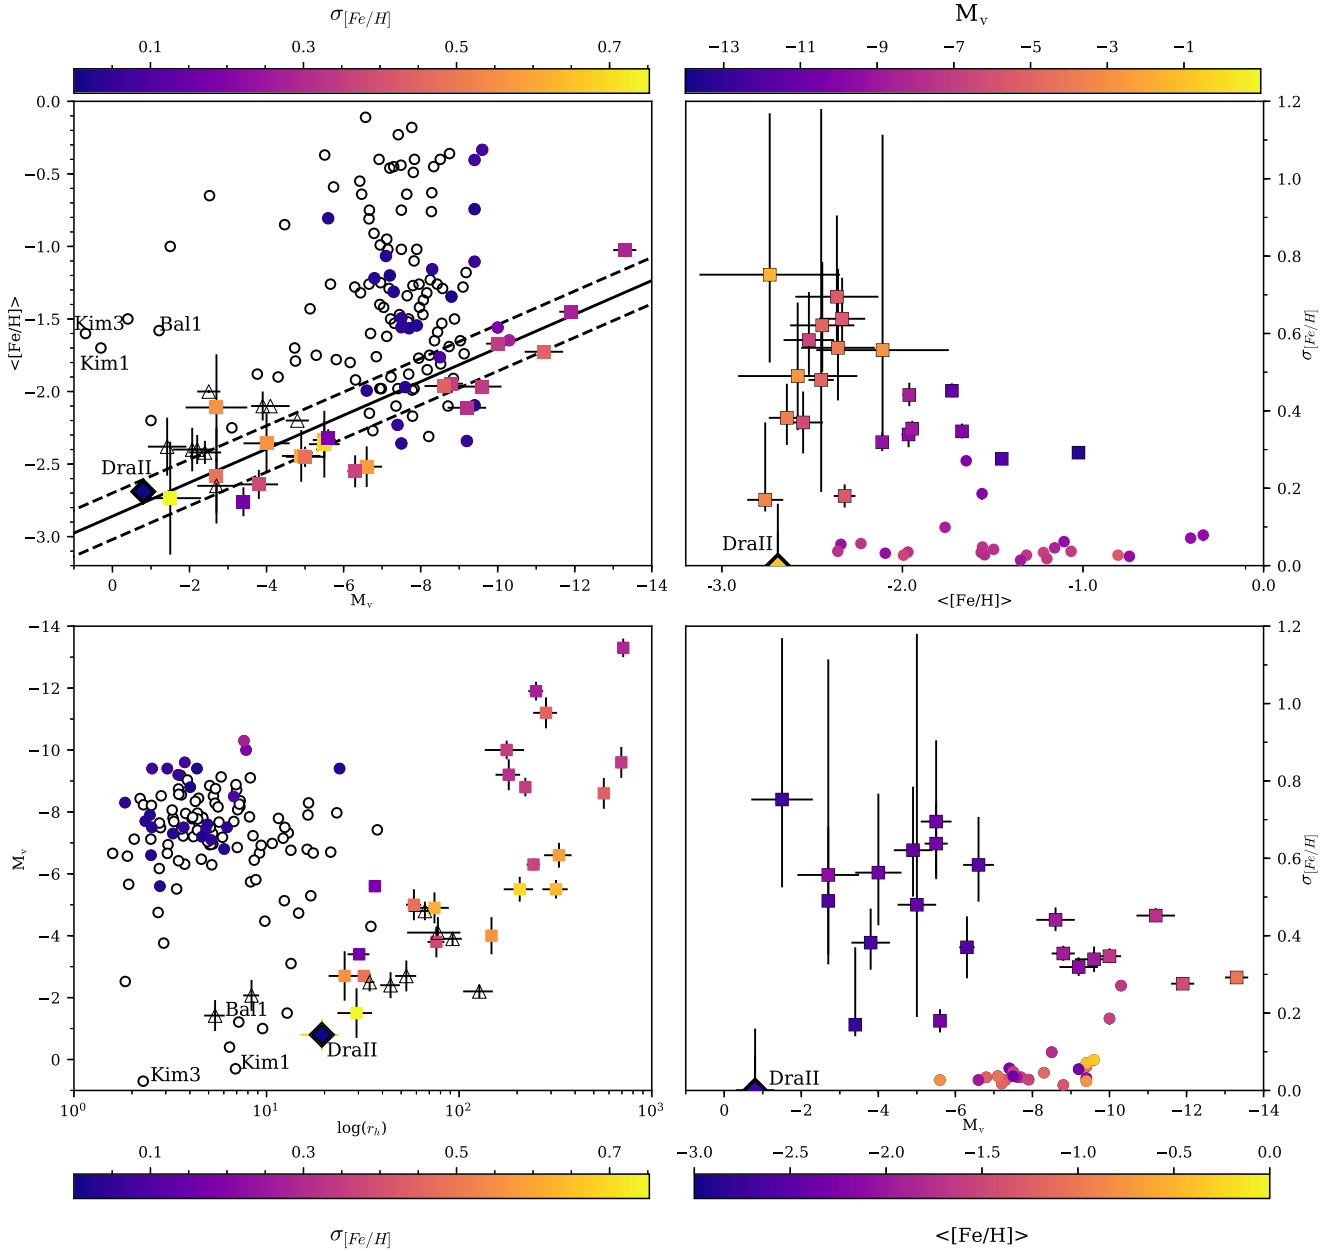 σ[Fe/H]
0.1 0.3 0.5 0.7
M_v
−13 −11 −9 −7 −5 −3 −1
0.0
−0.5
−1.0
−1.5
−2.0
−2.5
−3.0
<[Fe/H]>
Kim3
Bal1
Kim1
DraII
0 −2 −4 −6 −8 −10 −12 −14
M_v
1.2
1.0
0.8
0.6
0.4
0.2
0.0
σ[Fe/H]
DraII
−3.0 −2.0 −1.0 0.0
<[Fe/H]>
−14
−12
−10
−8
−6
−4
−2
0
M_v
Bal1
DraII
Kim1
Kim3
10^0 10^1 10^2 10^3
log(r_h)
1.2
1.0
0.8
0.6
0.4
0.2
0.0
σ[Fe/H]
DraII
0 −2 −4 −6 −8 −10 −12 −14
M_v
0.1 0.3 0.5 0.7
σ[Fe/H]
−3.0 −2.5 −2.0 −1.5 −1.0 −0.5 0.0
<[Fe/H]>